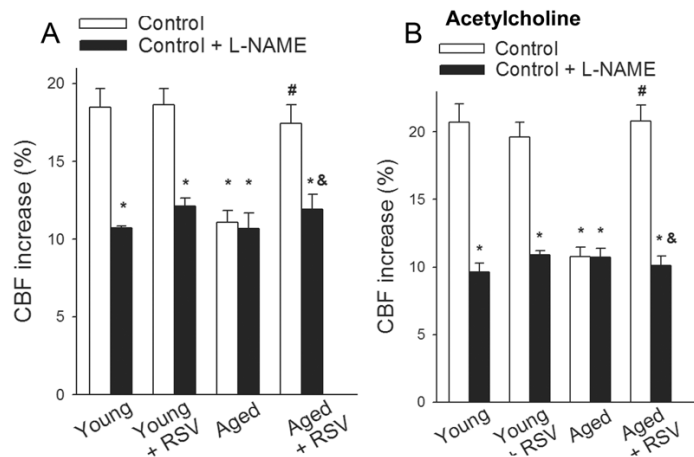 A
Control
Control + L-NAME
CBF increase (%)
20
15
10
5
0
*
*
* *
#
* &
Young
Young
+ RSV
Aged
Aged
+ RSV
B
Acetylcholine
Control
Control + L-NAME
CBF increase (%)
20
15
10
5
0
*
*
* *
#
* &
Young
Young
+ RSV
Aged
Aged
+ RSV